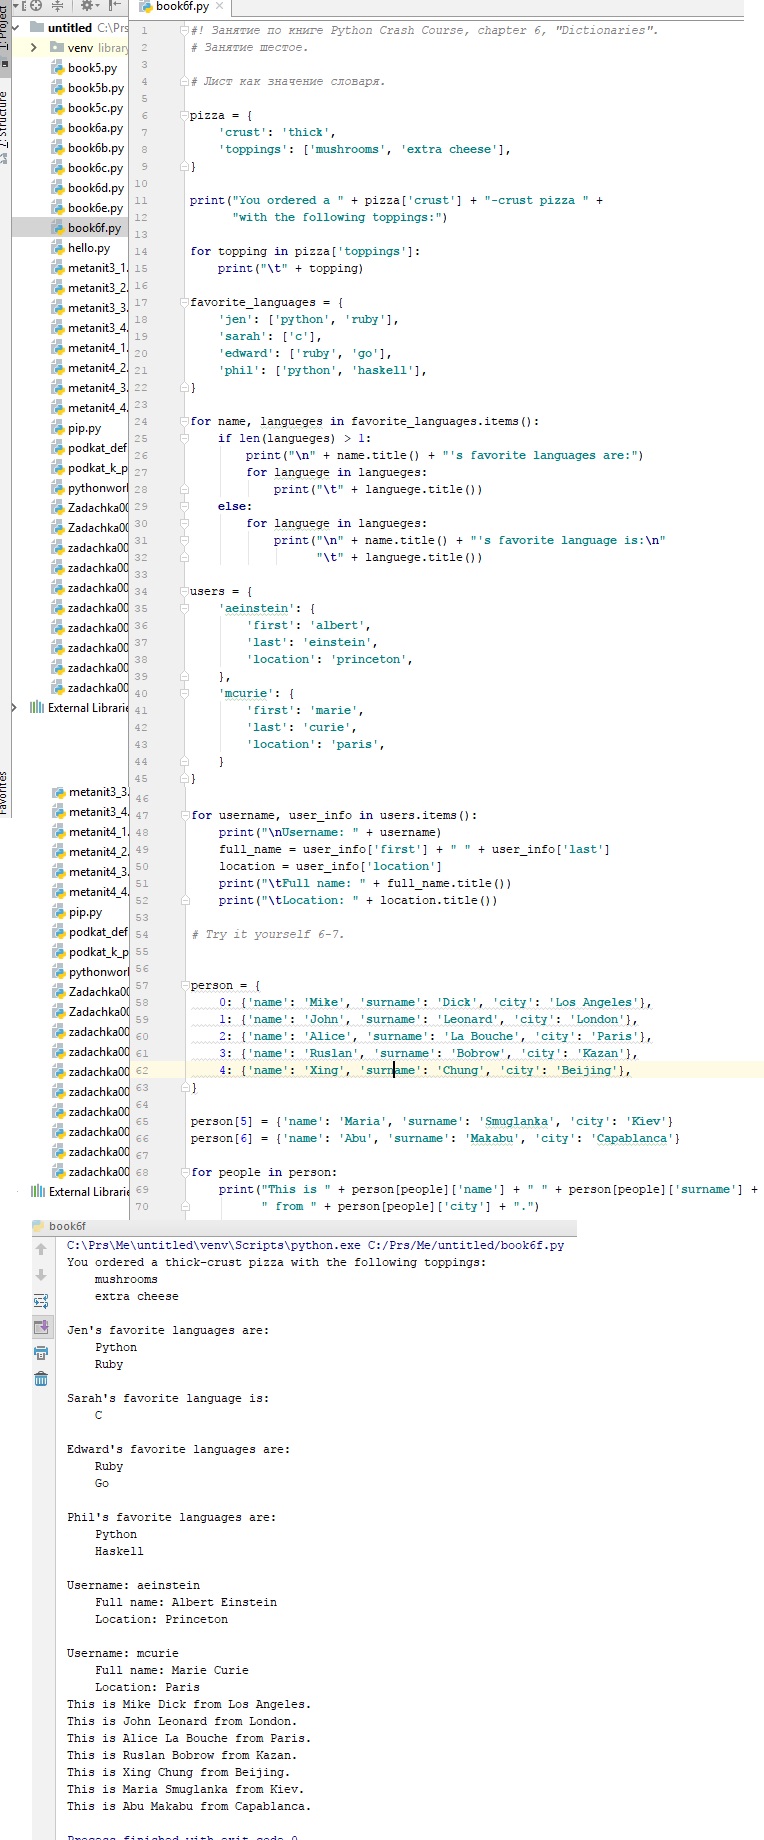 1: Project
7: Structure
Favorites
book6f.py
untitled C:\Prs
venv library
book5.py
book5b.py
book5c.py
book6a.py
book6b.py
book6c.py
book6d.py
book6e.py
book6f.py
hello.py
metanit3_1.
metanit3_2.
metanit3_3.
metanit3_4.
metanit4_1.
metanit4_2.
metanit4_3.
metanit4_4.
pip.py
podkat_def
podkat_k_p
pythonworl
Zadachka00
Zadachka00
zadachka00
zadachka00
zadachka00
zadachka00
zadachka00
zadachka00
zadachka00
zadachka00
External Librarie
metanit3_3.
metanit3_4.
metanit4_1.
metanit4_2.
metanit4_3.
metanit4_4.
pip.py
podkat_def
podkat_k_p
pythonworl
Zadachka00
Zadachka00
zadachka00
zadachka00
zadachka00
zadachka00
zadachka00
zadachka00
zadachka00
zadachka00
External Librarie
1 #! Занятие по книге Python Crash Course, chapter 6, "Dictionaries".
2 # Занятие шестое.
3
4 # Лист как значение словаря.
5
6 pizza = {
7 'crust': 'thick',
8 'toppings': ['mushrooms', 'extra cheese'],
9 }
10
11 print("You ordered a " + pizza['crust'] + "-crust pizza " +
12 "with the following toppings:")
13
14 for topping in pizza['toppings']:
15 print("\t" + topping)
16
17 favorite_languages = {
18 'jen': ['python', 'ruby'],
19 'sarah': ['c'],
20 'edward': ['ruby', 'go'],
21 'phil': ['python', 'haskell'],
22 }
23
24 for name, langueges in favorite_languages.items():
25 if len(langueges) > 1:
26 print("\n" + name.title() + "'s favorite languages are:")
27 for languege in langueges:
28 print("\t" + languege.title())
29 else:
30 for languege in langueges:
31 print("\n" + name.title() + "'s favorite language is:\n"
32 "\t" + languege.title())
33
34 users = {
35 'aeinstein': {
36 'first': 'albert',
37 'last': 'einstein',
38 'location': 'princeton',
39 },
40 'mcurie': {
41 'first': 'marie',
42 'last': 'curie',
43 'location': 'paris',
44 }
45 }
46
47 for username, user_info in users.items():
48 print("\nUsername: " + username)
49 full_name = user_info['first'] + " " + user_info['last']
50 location = user_info['location']
51 print("\tFull name: " + full_name.title())
52 print("\tLocation: " + location.title())
53
54 # Try it yourself 6-7.
55
56
57 person = {
58 0: {'name': 'Mike', 'surname': 'Dick', 'city': 'Los Angeles'},
59 1: {'name': 'John', 'surname': 'Leonard', 'city': 'London'},
60 2: {'name': 'Alice', 'surname': 'La Bouche', 'city': 'Paris'},
61 3: {'name': 'Ruslan', 'surname': 'Bobrow', 'city': 'Kazan'},
62 4: {'name': 'Xing', 'surname': 'Chung', 'city': 'Beijing'},
63 }
64
65 person[5] = {'name': 'Maria', 'surname': 'Smuglanka', 'city': 'Kiev'}
66 person[6] = {'name': 'Abu', 'surname': 'Makabu', 'city': 'Capablanca'}
67
68 for people in person:
69 print("This is " + person[people]['name'] + " " + person[people]['surname'] +
70 " from " + person[people]['city'] + ".")
book6f
C:\Prs\Me\untitled\venv\Scripts\python.exe C:/Prs/Me/untitled/book6f.py
You ordered a thick-crust pizza with the following toppings:
mushrooms
extra cheese
Jen's favorite languages are:
Python
Ruby
Sarah's favorite language is:
C
Edward's favorite languages are:
Ruby
Go
Phil's favorite languages are:
Python
Haskell
Username: aeinstein
Full name: Albert Einstein
Location: Princeton
Username: mcurie
Full name: Marie Curie
Location: Paris
This is Mike Dick from Los Angeles.
This is John Leonard from London.
This is Alice La Bouche from Paris.
This is Ruslan Bobrow from Kazan.
This is Xing Chung from Beijing.
This is Maria Smuglanka from Kiev.
This is Abu Makabu from Capablanca.
Process finished with exit code 0